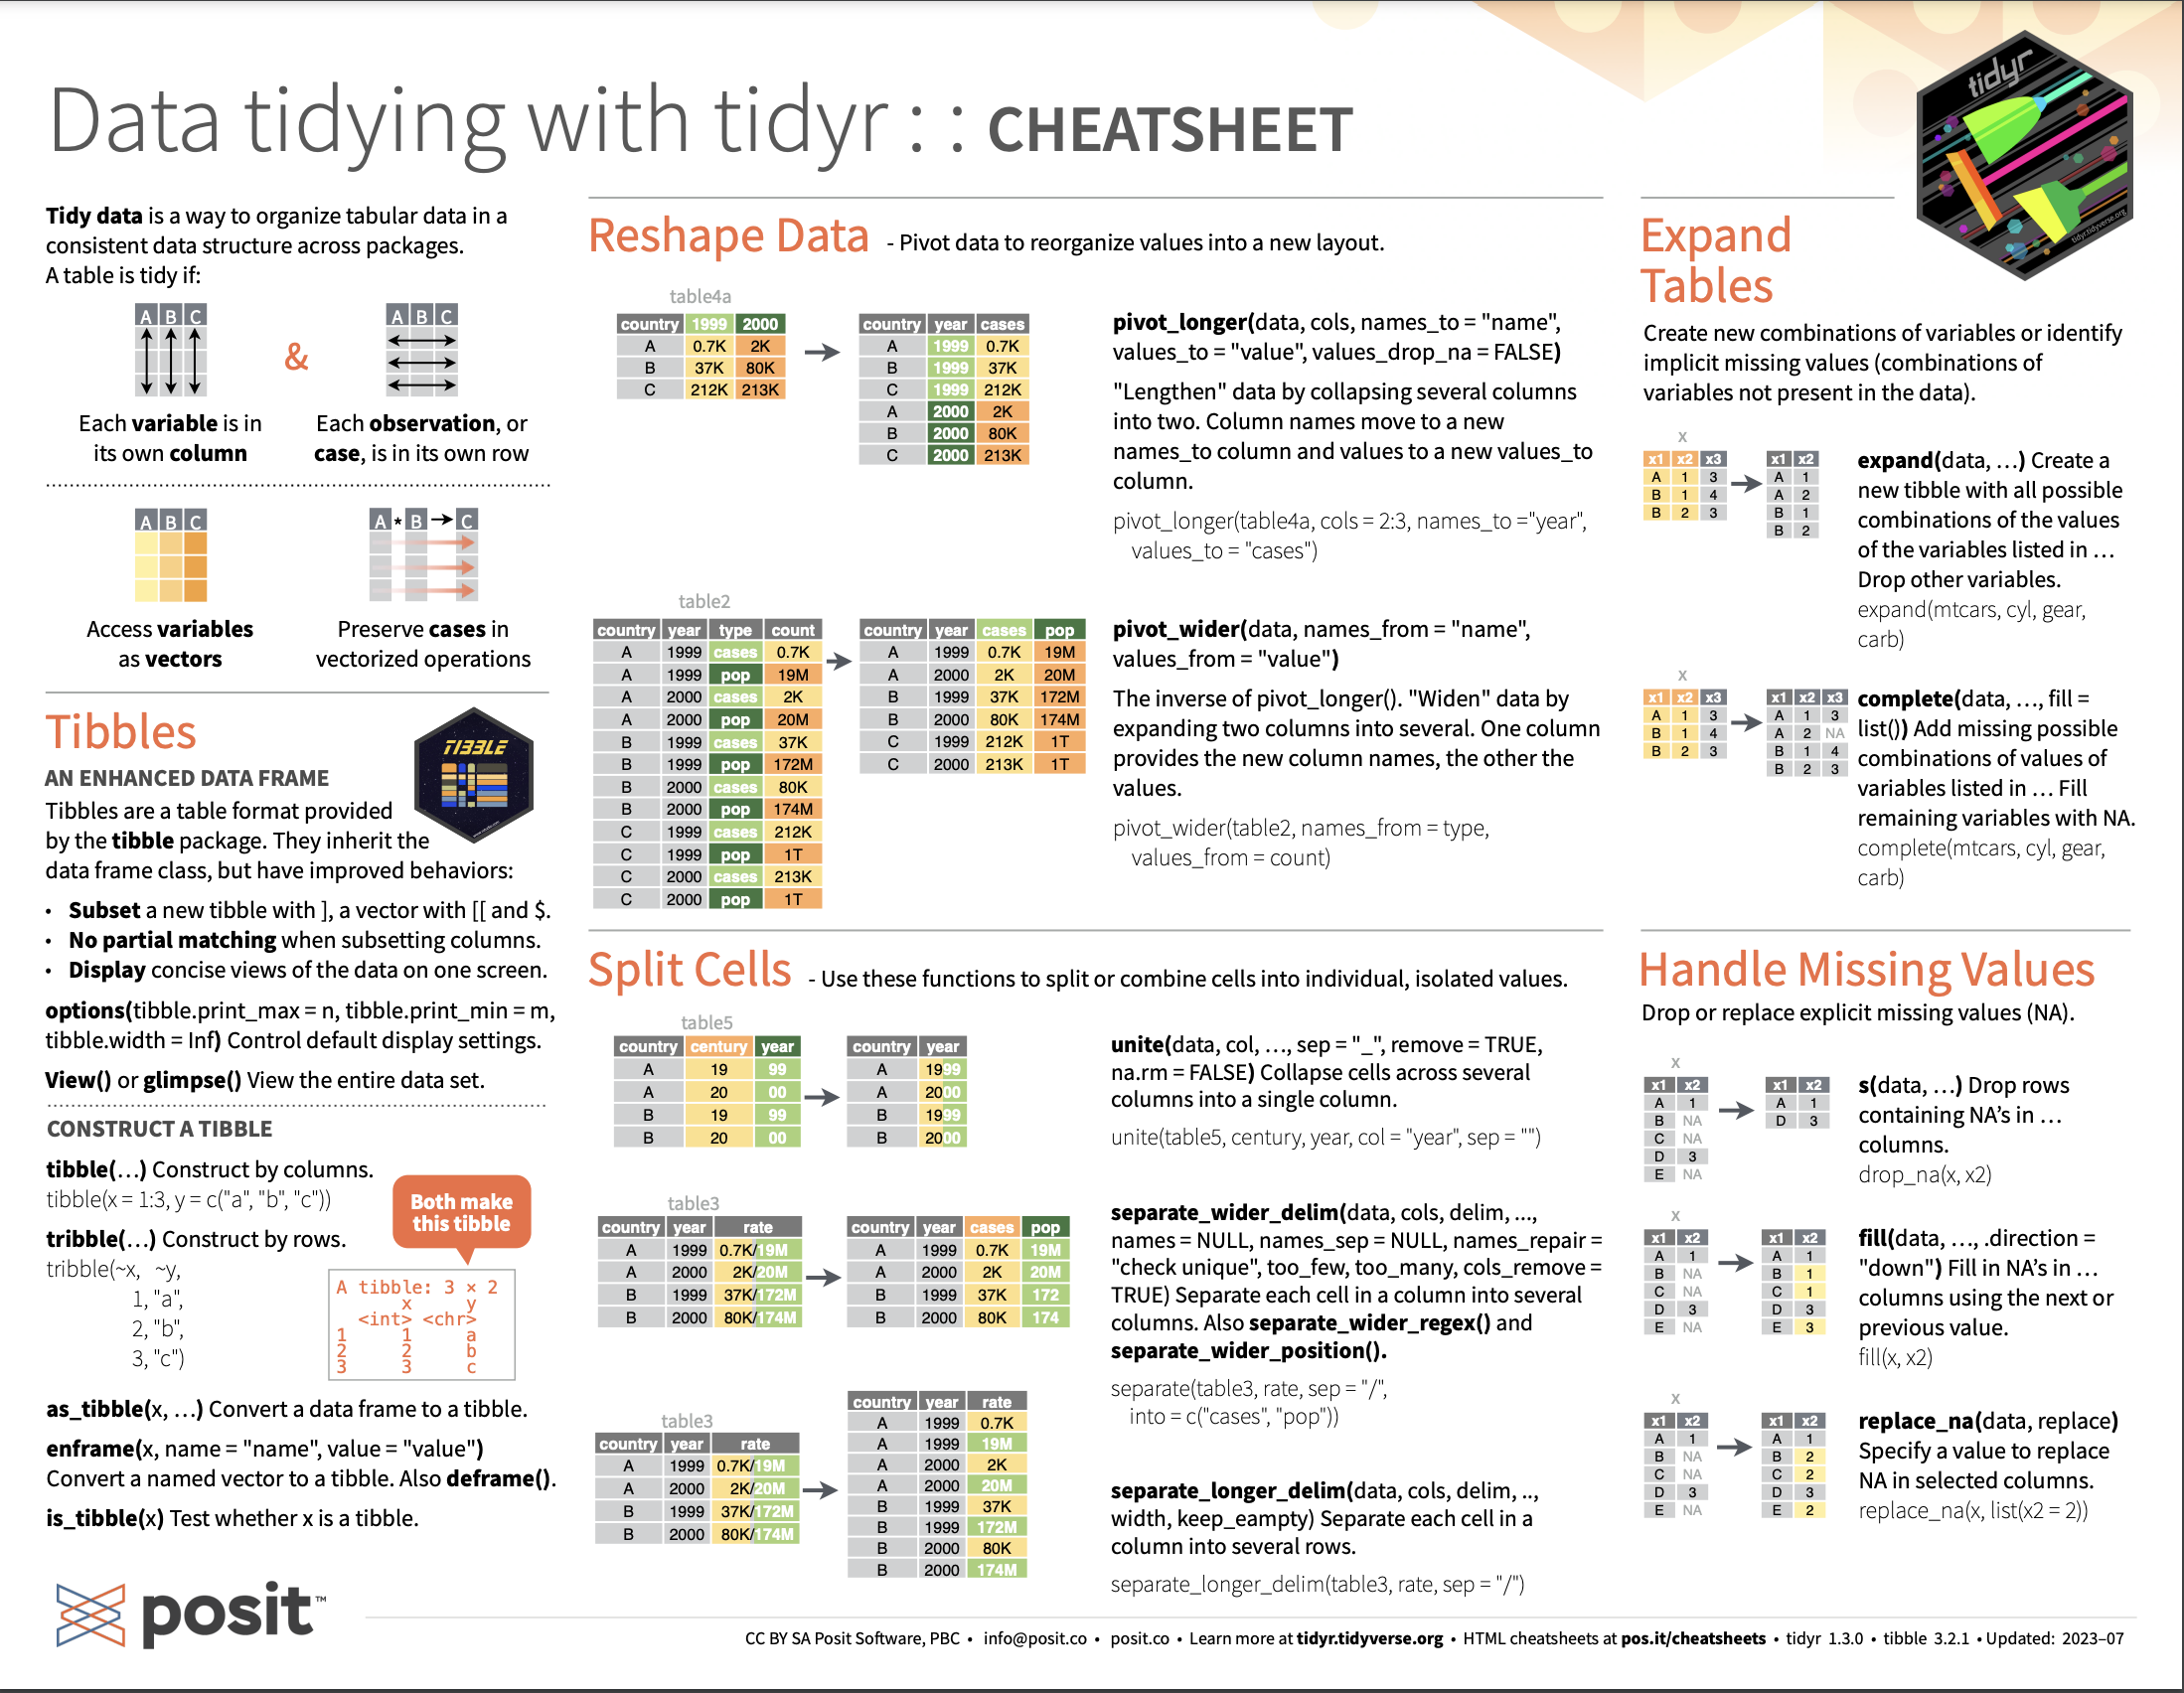 Data tidying with tidyr : : CHEATSHEET
tidyr
tidyr.tidyverse.org
Tidy data is a way to organize tabular data in a
consistent data structure across packages.
A table is tidy if:
A B C
&
A B C
Each variable is in
its own column
Each observation, or
case, is in its own row
A B C
A * B → C
Access variables
as vectors
Preserve cases in
vectorized operations
Tibbles
TIBBLE
AN ENHANCED DATA FRAME
Tibbles are a table format provided
by the tibble package. They inherit the
data frame class, but have improved behaviors:
• Subset a new tibble with ], a vector with [[ and $.
• No partial matching when subsetting columns.
• Display concise views of the data on one screen.
options(tibble.print_max = n, tibble.print_min = m,
tibble.width = Inf) Control default display settings.
View() or glimpse() View the entire data set.
CONSTRUCT A TIBBLE
tibble(…) Construct by columns.
tibble(x = 1:3, y = c("a", "b", "c"))
tribble(…) Construct by rows.
tribble(~x, ~y,
1, "a",
2, "b",
3, "c")
Both make
this tibble
A tibble: 3 × 2
x y
<int> <chr>
1 1 a
2 2 b
3 3 c
as_tibble(x, …) Convert a data frame to a tibble.
enframe(x, name = "name", value = "value")
Convert a named vector to a tibble. Also deframe().
is_tibble(x) Test whether x is a tibble.
Reshape Data - Pivot data to reorganize values into a new layout.
table4a
country 1999 2000
A 0.7K 2K
B 37K 80K
C 212K 213K
country year cases
A 1999 0.7K
B 1999 37K
C 1999 212K
A 2000 2K
B 2000 80K
C 2000 213K
pivot_longer(data, cols, names_to = "name",
values_to = "value", values_drop_na = FALSE)
"Lengthen" data by collapsing several columns
into two. Column names move to a new
names_to column and values to a new values_to
column.
pivot_longer(table4a, cols = 2:3, names_to ="year",
values_to = "cases")
table2
country year type count
A 1999 cases 0.7K
A 1999 pop 19M
A 2000 cases 2K
A 2000 pop 20M
B 1999 cases 37K
B 1999 pop 172M
B 2000 cases 80K
B 2000 pop 174M
C 1999 cases 212K
C 1999 pop 1T
C 2000 cases 213K
C 2000 pop 1T
country year cases pop
A 1999 0.7K 19M
A 2000 2K 20M
B 1999 37K 172M
B 2000 80K 174M
C 1999 212K 1T
C 2000 213K 1T
pivot_wider(data, names_from = "name",
values_from = "value")
The inverse of pivot_longer(). "Widen" data by
expanding two columns into several. One column
provides the new column names, the other the
values.
pivot_wider(table2, names_from = type,
values_from = count)
Split Cells - Use these functions to split or combine cells into individual, isolated values.
table5
country century year
A 19 99
A 20 00
B 19 99
B 20 00
country year
A 1999
A 2000
B 1999
B 2000
unite(data, col, …, sep = "_", remove = TRUE,
na.rm = FALSE) Collapse cells across several
columns into a single column.
unite(table5, century, year, col = "year", sep = "")
table3
country year rate
A 1999 0.7K/19M
A 2000 2K/20M
B 1999 37K/172M
B 2000 80K/174M
country year cases pop
A 1999 0.7K 19M
A 2000 2K 20M
B 1999 37K 172
B 2000 80K 174
separate_wider_delim(data, cols, delim, ...,
names = NULL, names_sep = NULL, names_repair =
"check unique", too_few, too_many, cols_remove =
TRUE) Separate each cell in a column into several
columns. Also separate_wider_regex() and
separate_wider_position().
separate(table3, rate, sep = "/",
into = c("cases", "pop"))
table3
country year rate
A 1999 0.7K/19M
A 2000 2K/20M
B 1999 37K/172M
B 2000 80K/174M
country year rate
A 1999 0.7K
A 1999 19M
A 2000 2K
A 2000 20M
B 1999 37K
B 1999 172M
B 2000 80K
B 2000 174M
separate_longer_delim(data, cols, delim, ..,
width, keep_eampty) Separate each cell in a
column into several rows.
separate_longer_delim(table3, rate, sep = "/")
Expand
Tables
Create new combinations of variables or identify
implicit missing values (combinations of
variables not present in the data).
x
x1 x2 x3
A 1 3
B 1 4
B 2 3
x1 x2
A 1
A 2
B 1
B 2
expand(data, …) Create a
new tibble with all possible
combinations of the values
of the variables listed in …
Drop other variables.
expand(mtcars, cyl, gear,
carb)
x
x1 x2 x3
A 1 3
B 1 4
B 2 3
x1 x2 x3
A 1 3
A 2 NA
B 1 4
B 2 3
complete(data, …, fill =
list()) Add missing possible
combinations of values of
variables listed in … Fill
remaining variables with NA.
complete(mtcars, cyl, gear,
carb)
Handle Missing Values
Drop or replace explicit missing values (NA).
x
x1 x2
A 1
B NA
C NA
D 3
E NA
x1 x2
A 1
D 3
s(data, …) Drop rows
containing NA’s in …
columns.
drop_na(x, x2)
x
x1 x2
A 1
B NA
C NA
D 3
E NA
x1 x2
A 1
B 1
C 1
D 3
E 3
fill(data, …, .direction =
"down") Fill in NA’s in …
columns using the next or
previous value.
fill(x, x2)
x
x1 x2
A 1
B NA
C NA
D 3
E NA
x1 x2
A 1
B 2
C 2
D 3
E 2
replace_na(data, replace)
Specify a value to replace
NA in selected columns.
replace_na(x, list(x2 = 2))
posit™
CC BY SA Posit Software, PBC • info@posit.co • posit.co • Learn more at tidyr.tidyverse.org • HTML cheatsheets at pos.it/cheatsheets • tidyr 1.3.0 • tibble 3.2.1 • Updated: 2023–07